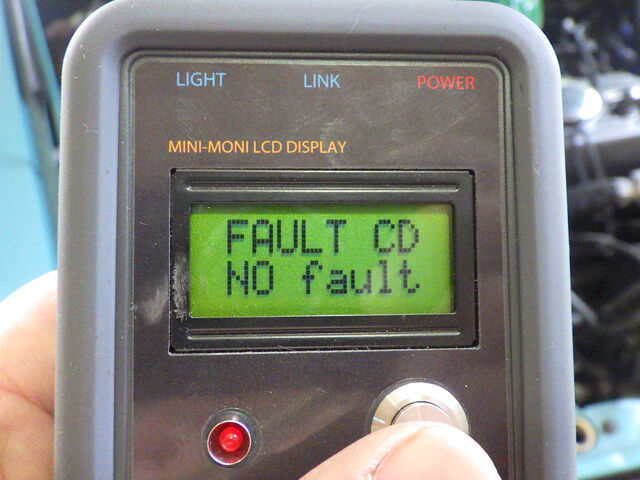 LIGHT LINK POWER
MINI-MONI LCD DISPLAY
FAULT CD
NO fault